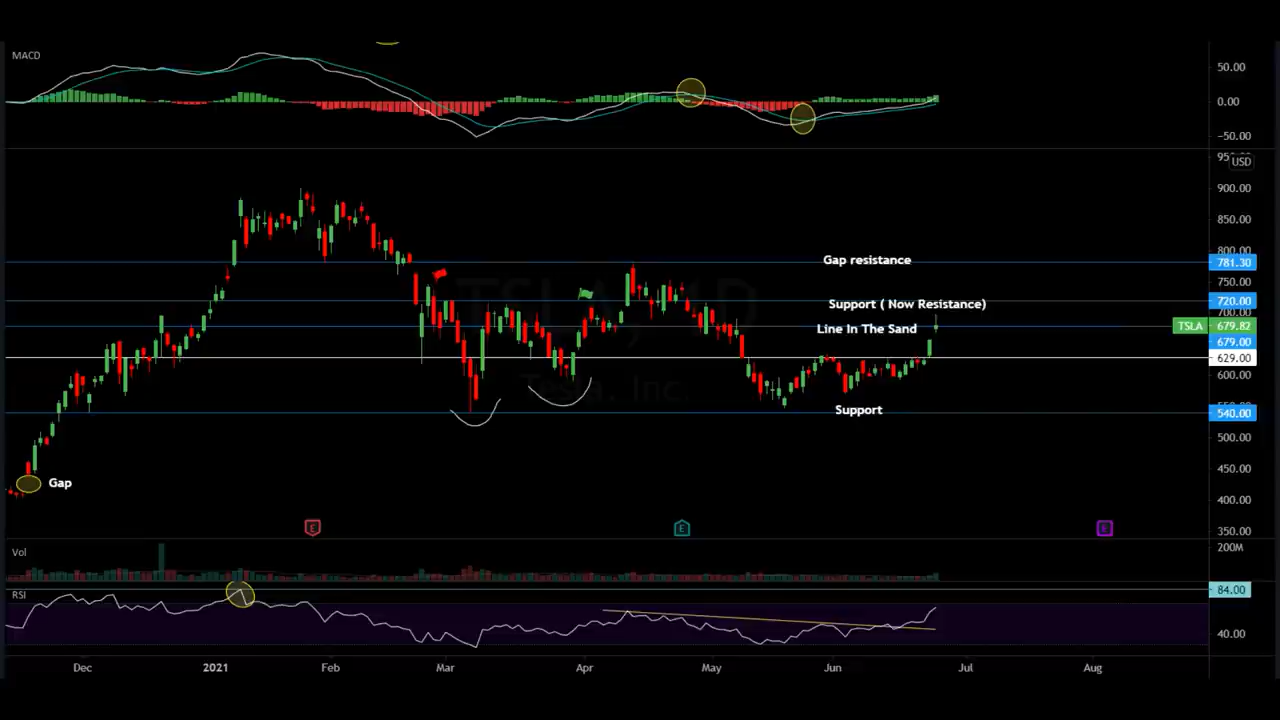 MACD
50.00
0.00
-50.00
USD
900.00
850.00
800.00
Gap resistance
781.30
750.00
Support ( Now Resistance)
720.00
700.00
Line In The Sand
TSLA 679.82
679.00
629.00
600.00
Support
540.00
500.00
450.00
Gap
400.00
E E E
350.00
Vol
200M
RSI
84.00
40.00
Dec 2021 Feb Mar Apr May Jun Jul Aug